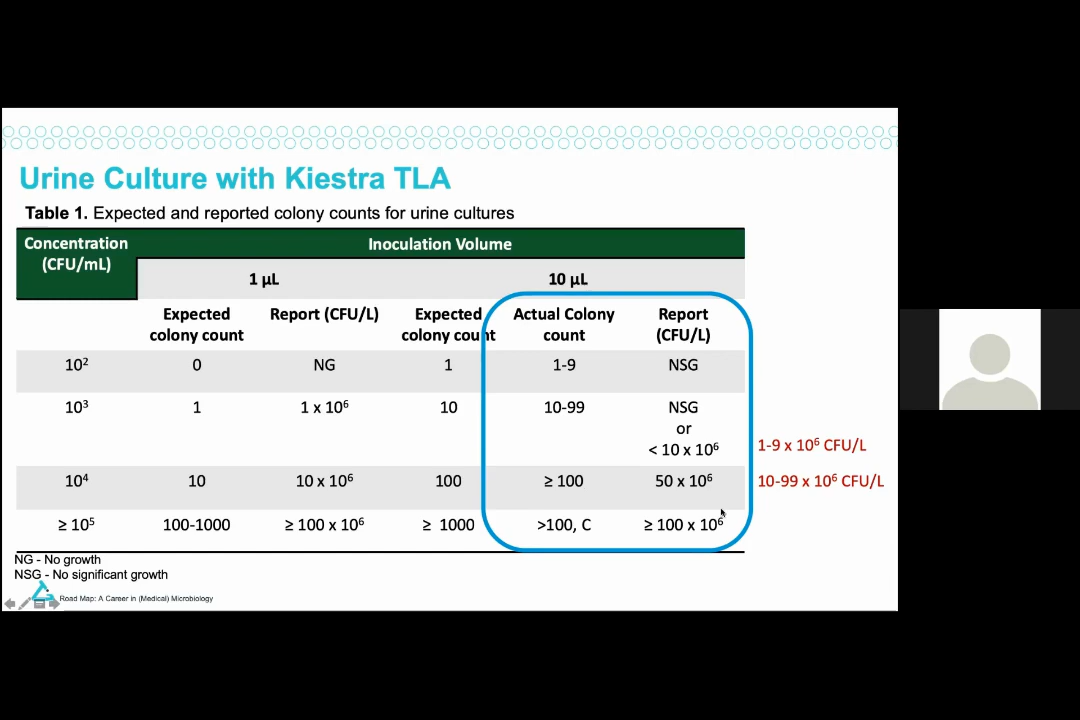 Urine Culture with Kiestra TLA
Table 1. Expected and reported colony counts for urine cultures
Concentration (CFU/mL) Inoculation Volume
1 µL 10 µL
Expected colony count Report (CFU/L) Expected colony count Actual Colony count Report (CFU/L)
10² 0 NG 1 1-9 NSG
10³ 1 1 x 10⁶ 10 10-99 NSG
or
< 10 x 10⁶ 1-9 x 10⁶ CFU/L
10⁴ 10 10 x 10⁶ 100 ≥ 100 50 x 10⁶ 10-99 x 10⁶ CFU/L
≥ 10⁵ 100-1000 ≥ 100 x 10⁶ ≥ 1000 >100, C ≥ 100 x 10⁶
NG - No growth
NSG - No significant growth
Road Map: A Career in (Medical) Microbiology